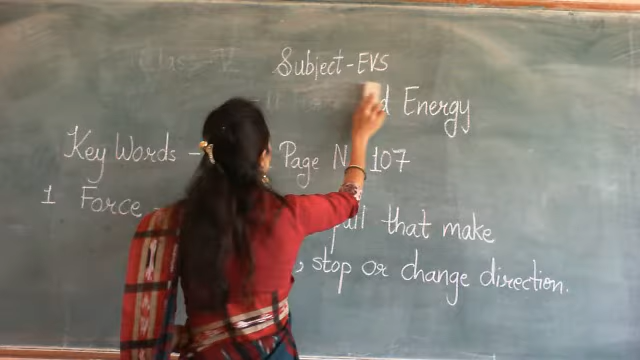 Subject - EVS
d Energy
Key Words - Page N 107
1 Force -
pull that make
, stop or change direction.